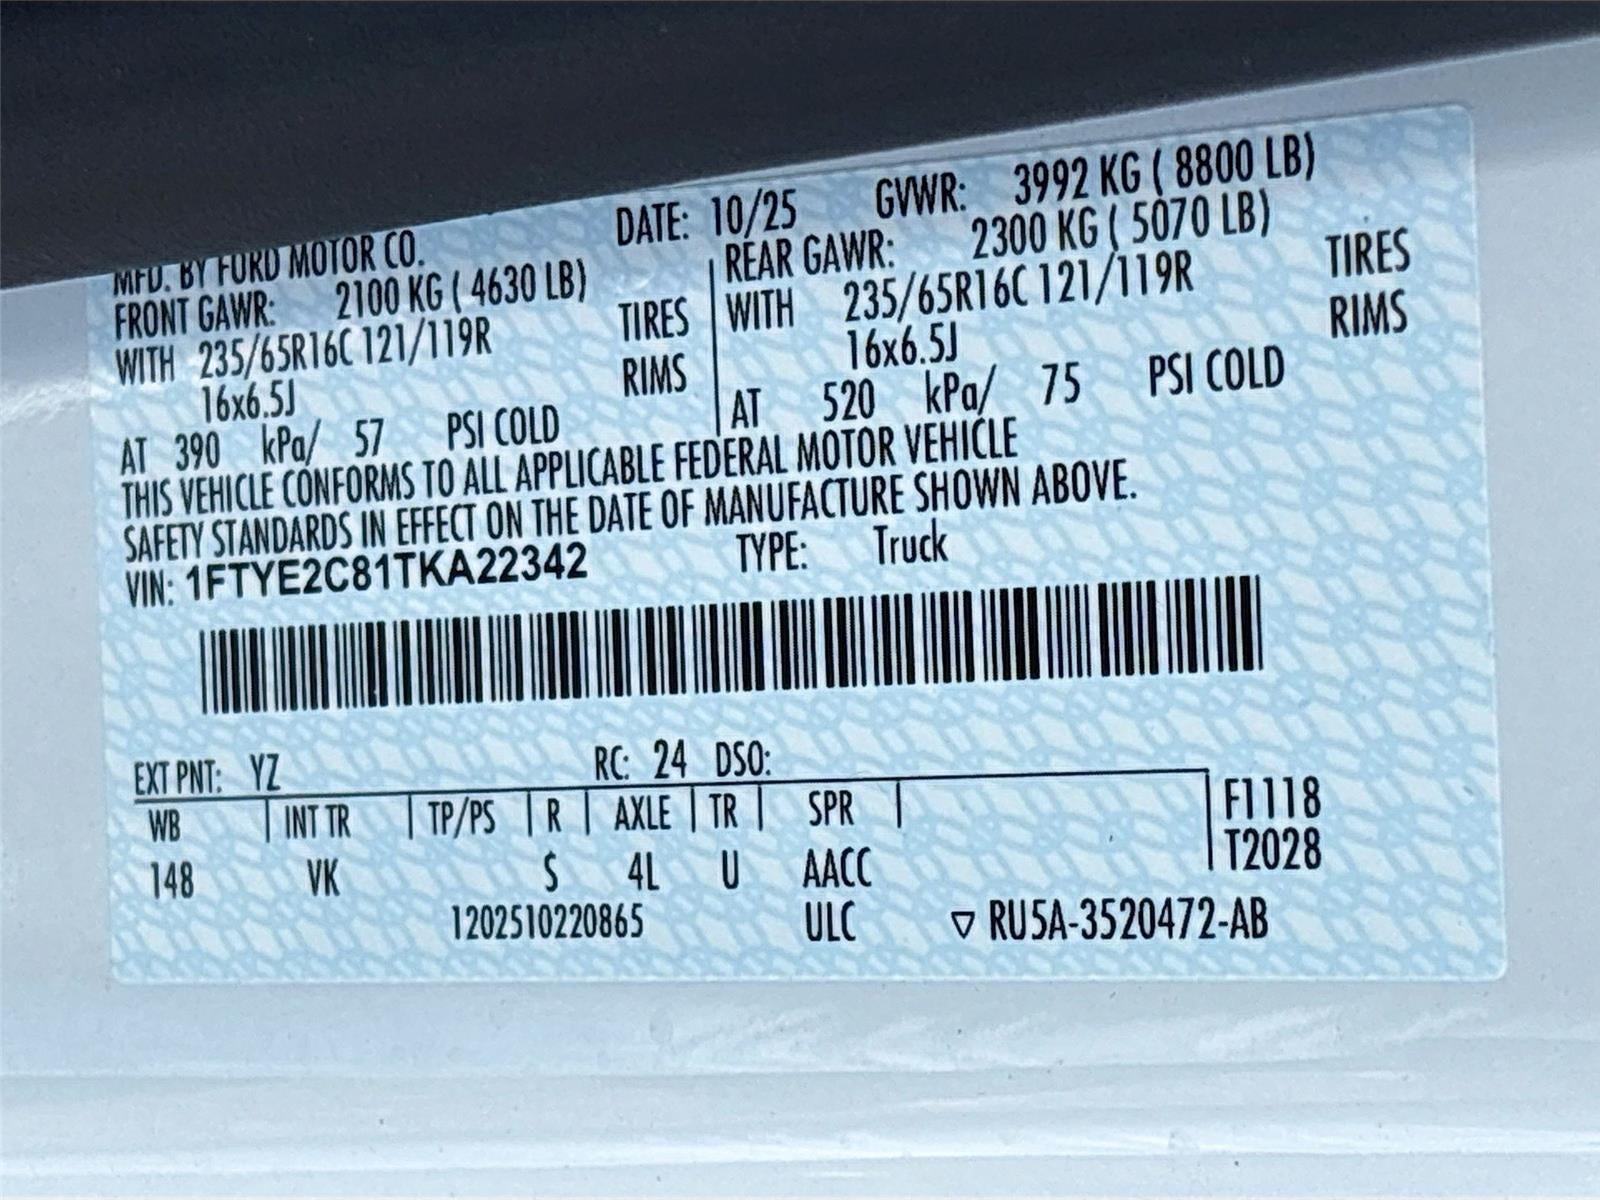 MFD. BY FORD MOTOR CO. DATE: 10/25 GVWR: 3992 KG ( 8800 LB)
FRONT GAWR: 2100 KG ( 4630 LB) REAR GAWR: 2300 KG ( 5070 LB)
WITH 235/65R16C 121/119R TIRES WITH 235/65R16C 121/119R TIRES
16x6.5J RIMS 16x6.5J RIMS
AT 390 kPa/ 57 PSI COLD AT 520 kPa/ 75 PSI COLD
THIS VEHICLE CONFORMS TO ALL APPLICABLE FEDERAL MOTOR VEHICLE
SAFETY STANDARDS IN EFFECT ON THE DATE OF MANUFACTURE SHOWN ABOVE.
VIN: 1FTYE2C81TKA22342 TYPE: Truck
EXT PNT: YZ RC: 24 DSO:
WB INT TR TP/PS R AXLE TR SPR F1118
148 VK S 4L U AACC T2028
1202510220865 ULC ▽ RU5A-3520472-AB